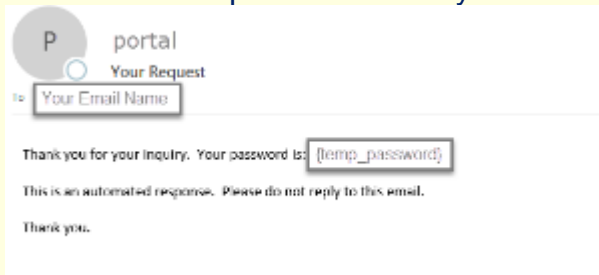 P
portal
Your Request
To Your Email Name
Thank you for your inquiry. Your password is: {temp_password}
This is an automated response. Please do not reply to this email.
Thank you.